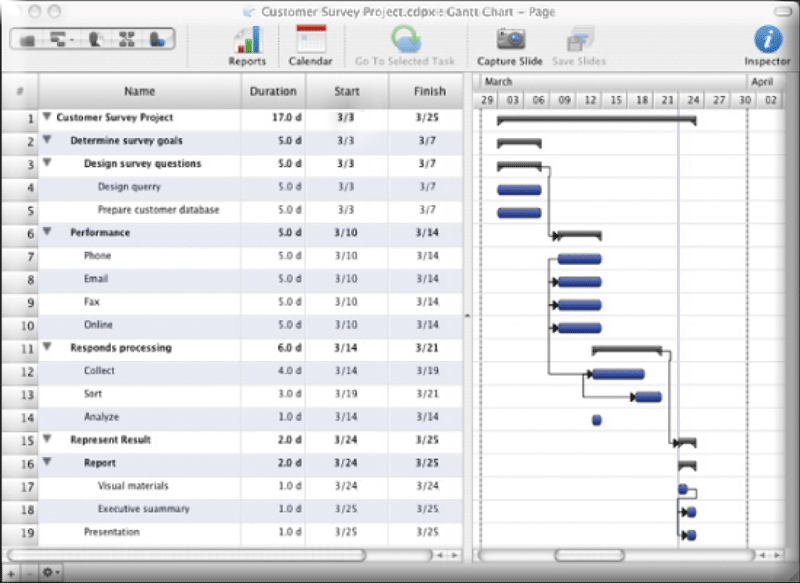 Customer Survey Project.cdpx: Gantt Chart – Page
Reports Calendar Go To Selected Task Capture Slide Save Slides Inspector
# Name Duration Start Finish
March April
29 03 06 09 12 15 18 21 24 27 30 02
1 Customer Survey Project 17.0 d 3/3 3/25
2 Determine survey goals 5.0 d 3/3 3/7
3 Design survey questions 5.0 d 3/3 3/7
4 Design querry 5.0 d 3/3 3/7
5 Prepare customer database 5.0 d 3/3 3/7
6 Performance 5.0 d 3/10 3/14
7 Phone 5.0 d 3/10 3/14
8 Email 5.0 d 3/10 3/14
9 Fax 5.0 d 3/10 3/14
10 Online 5.0 d 3/10 3/14
11 Responds processing 6.0 d 3/14 3/21
12 Collect 4.0 d 3/14 3/19
13 Sort 3.0 d 3/19 3/21
14 Analyze 1.0 d 3/14 3/14
15 Represent Result 2.0 d 3/24 3/25
16 Report 2.0 d 3/24 3/25
17 Visual materials 1.0 d 3/24 3/24
18 Executive suammary 1.0 d 3/25 3/25
19 Presentation 1.0 d 3/25 3/25